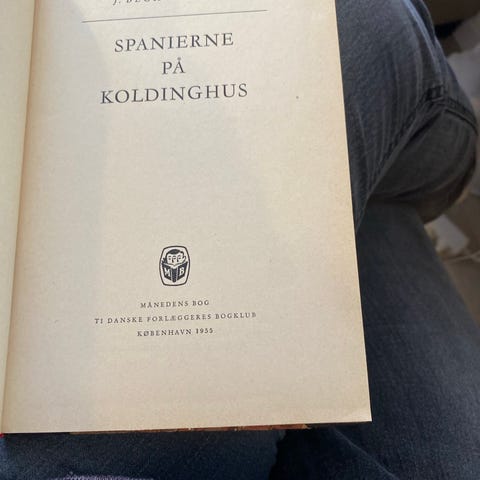 SPANIERNE
PÅ
KOLDINGHUS
M B
MÅNEDENS BOG
TI DANSKE FORLÆGGERES BOGKLUB
KØBENHAVN 1955